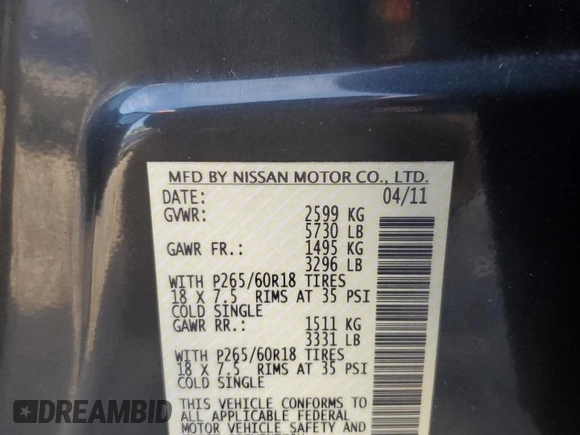 MFD BY NISSAN MOTOR CO., LTD.
DATE: 04/11
GVWR: 2599 KG
5730 LB
GAWR FR.: 1495 KG
3296 LB
WITH P265/60R18 TIRES
18 X 7.5 RIMS AT 35 PSI
COLD SINGLE
GAWR RR.: 1511 KG
3331 LB
WITH P265/60R18 TIRES
18 X 7.5 RIMS AT 35 PSI
COLD SINGLE
THIS VEHICLE CONFORMS TO
ALL APPLICABLE FEDERAL
MOTOR VEHICLE SAFETY AND
DREAMBID